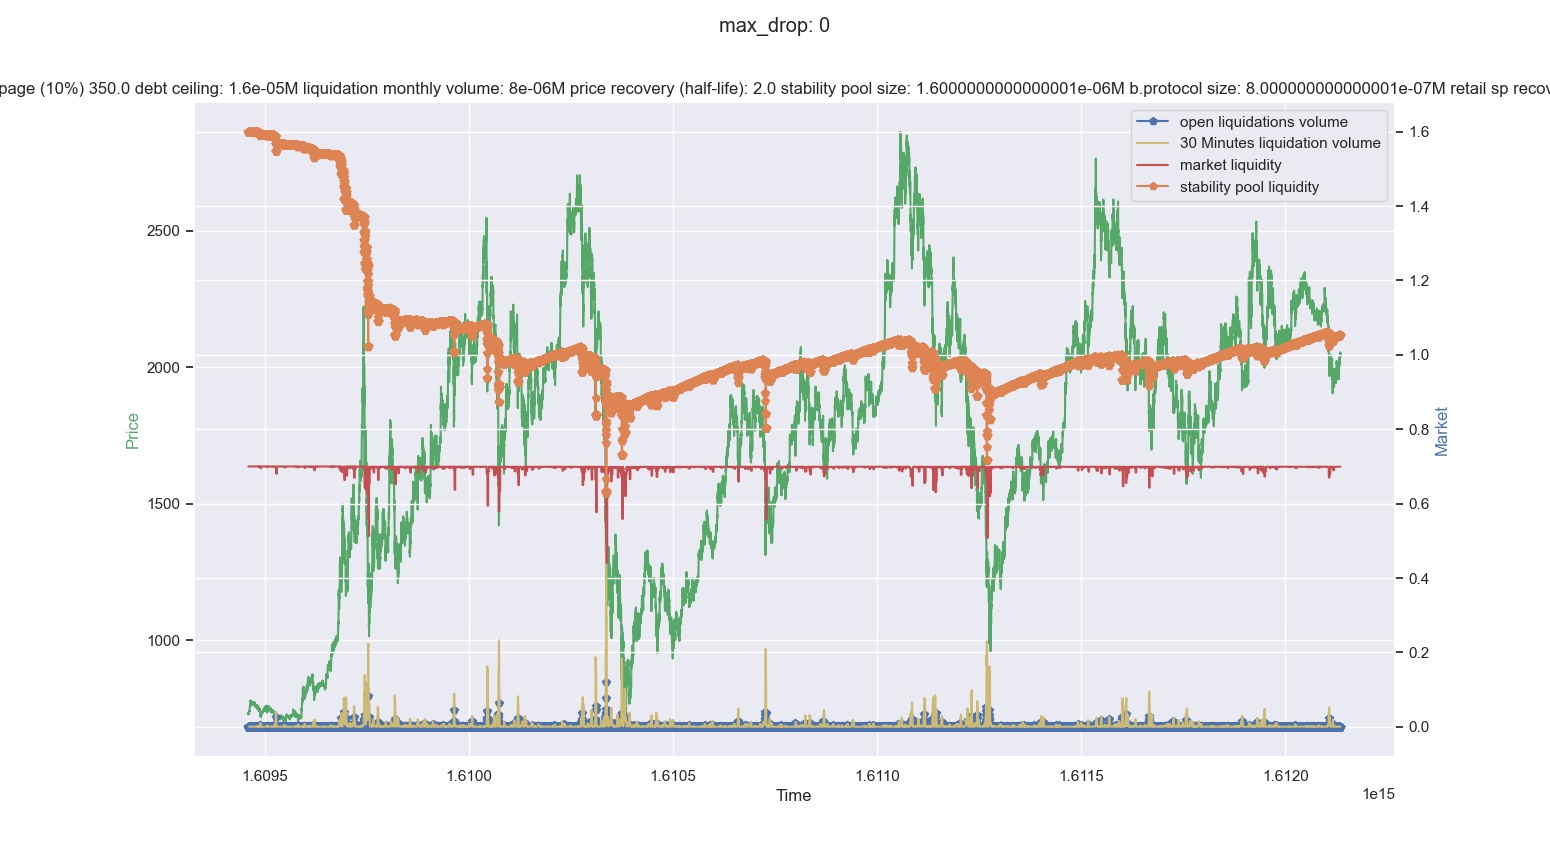 max_drop: 0
page (10%) 350.0 debt ceiling: 1.6e-05M liquidation monthly volume: 8e-06M price recovery (half-life): 2.0 stability pool size: 1.6000000000000001e-06M b.protocol size: 8.000000000000001e-07M retail sp recov
open liquidations volume
30 Minutes liquidation volume
market liquidity
stability pool liquidity
2500
2000
1500
1000
Price
1.6
1.4
1.2
1.0
0.8
0.6
0.4
0.2
0.0
Market
1.6095 1.6100 1.6105 1.6110 1.6115 1.6120
Time
1e15